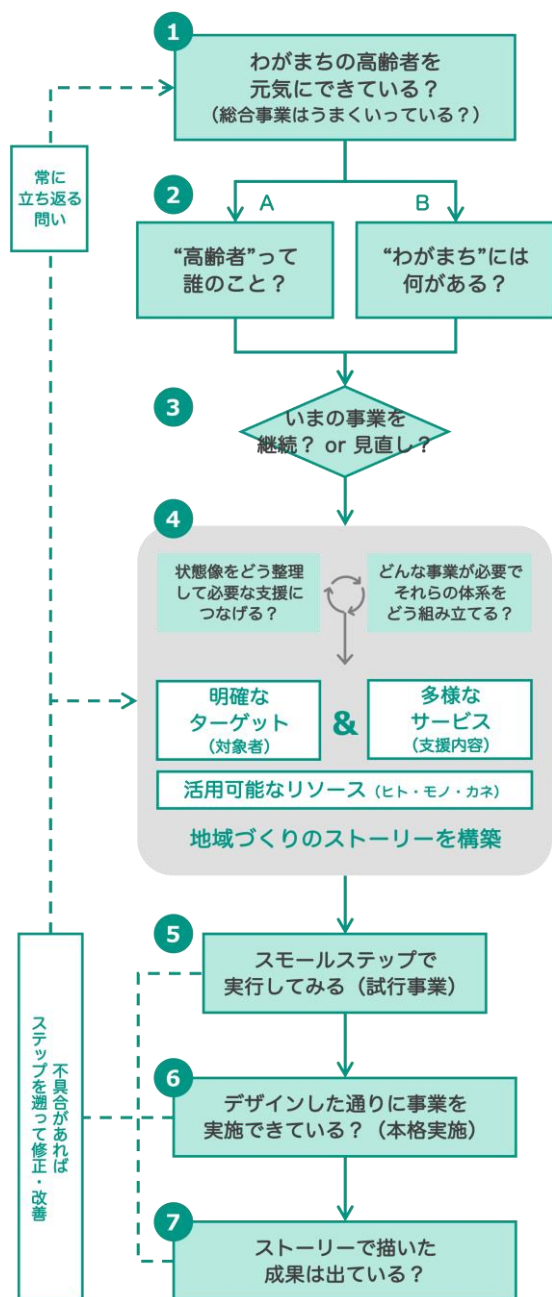 1
わがまちの高齢者を
元気にできている?
(総合事業はうまくいっている?)
常に
立ち返る
問い
2
A
B
“高齢者”って
誰のこと?
“わがまち”には
何がある?
3
いまの事業を
継続? or 見直し?
4
状態像をどう整理
して必要な支援に
つなげる?
どんな事業が必要で
それらの体系を
どう組み立てる?
明確な
ターゲット
(対象者)
&
多様な
サービス
(支援内容)
活用可能なリソース(ヒト・モノ・カネ)
地域づくりのストーリーを構築
5
スモールステップで
実行してみる(試行事業)
不具合があれば
ステップを遡って修正・改善
6
デザインした通りに事業を
実施できている?(本格実施)
7
ストーリーで描いた
成果は出ている?